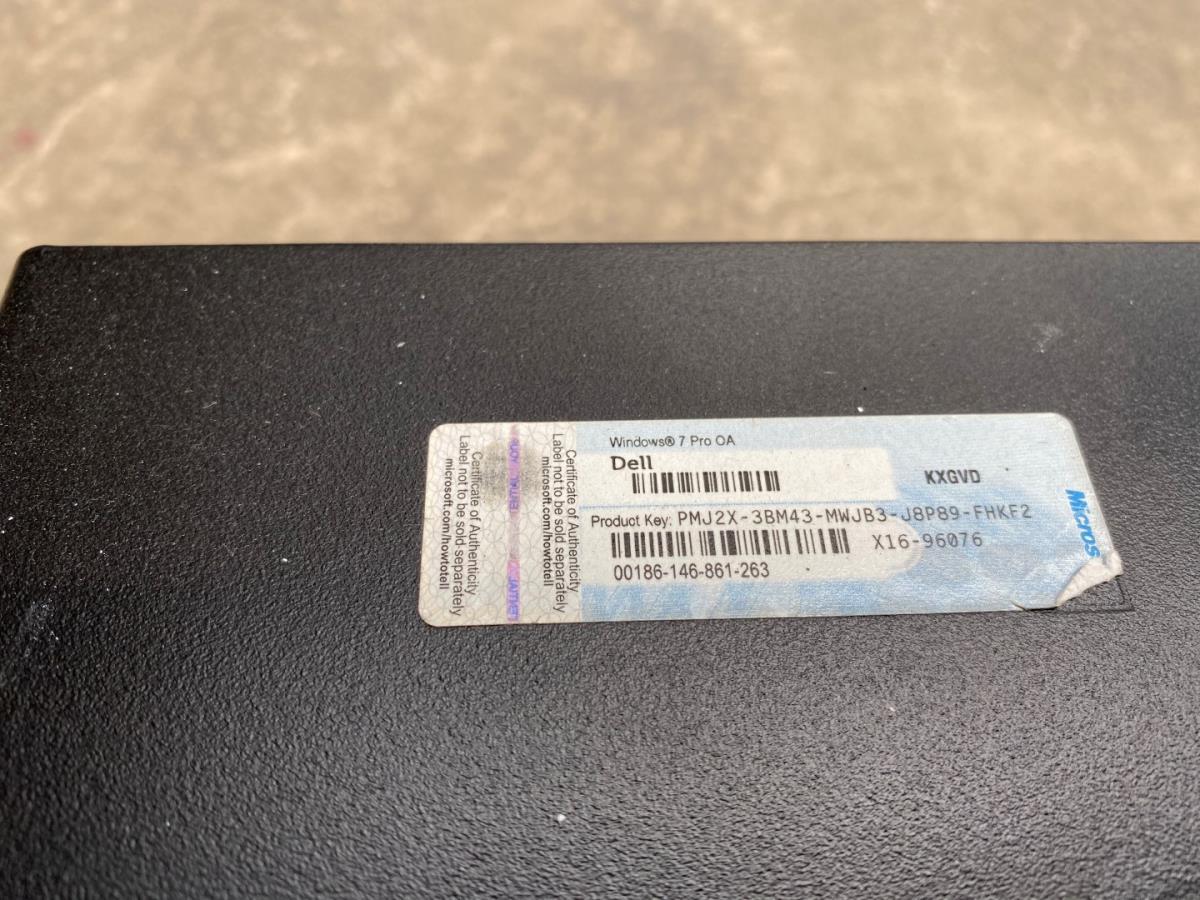 Certificate of Authenticity
Label not to be sold separately
microsoft.com/howtotell
Certificate of Authenticity
Label not to be sold separately
microsoft.com/howtotell
Windows® 7 Pro OA
Dell
KXGVD
Product Key: PMJ2X-3BM43-MWJB3-J8P89-FHKF2
X16-96076
00186-146-861-263
Micros